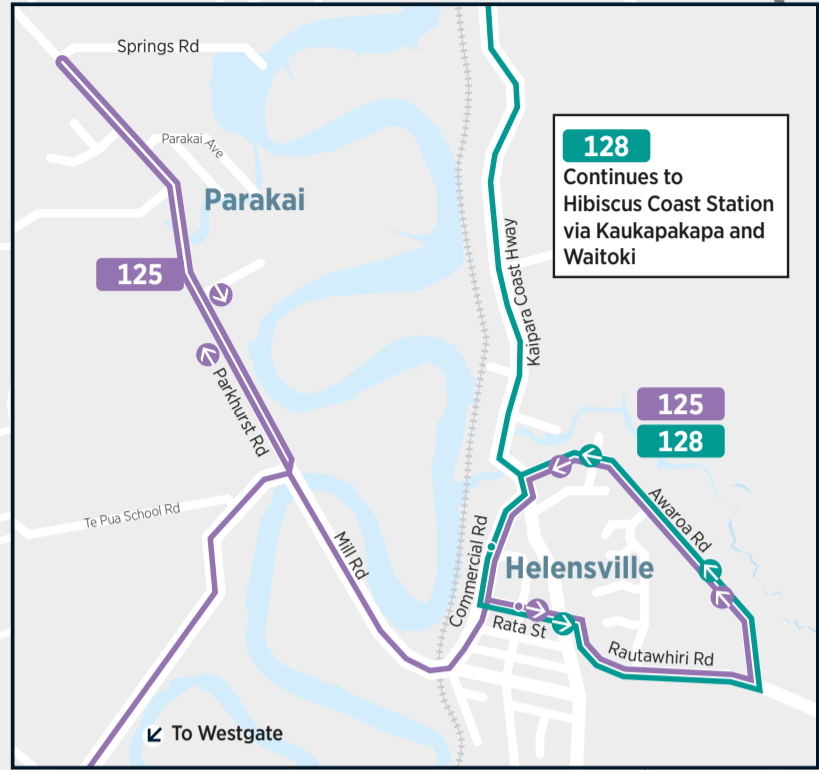 Springs Rd
Parakai Ave
Parakai
128
Continues to
Hibiscus Coast Station
via Kaukapakapa and
Waitoki
125
Kaipara Coast Hway
Parkhurst Rd
125
128
Te Pua School Rd
Mill Rd
Commercial Rd
Awaroa Rd
Helensville
Rata St
Rautawhiri Rd
To Westgate